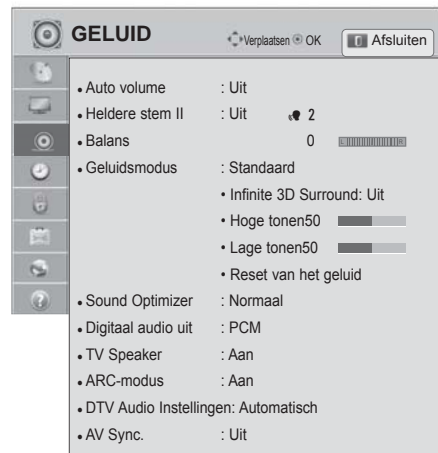 GELUID
Verplaatsen OK
Afsluiten
• Auto volume : Uit
• Heldere stem II : Uit 2
• Balans 0 L R
• Geluidsmodus : Standaard
• Infinite 3D Surround: Uit
• Hoge tonen50
• Lage tonen50
• Reset van het geluid
• Sound Optimizer : Normaal
• Digitaal audio uit : PCM
• TV Speaker : Aan
• ARC-modus : Aan
• DTV Audio Instellingen: Automatisch
• AV Sync. : Uit